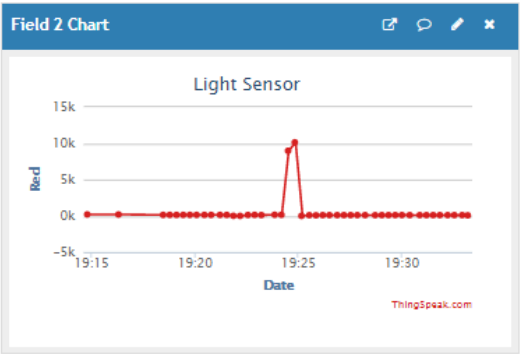 Field 2 Chart
Light Sensor
15k
10k
5k
0k
−5k
Red
19:15 19:20 19:25 19:30
Date
ThingSpeak.com